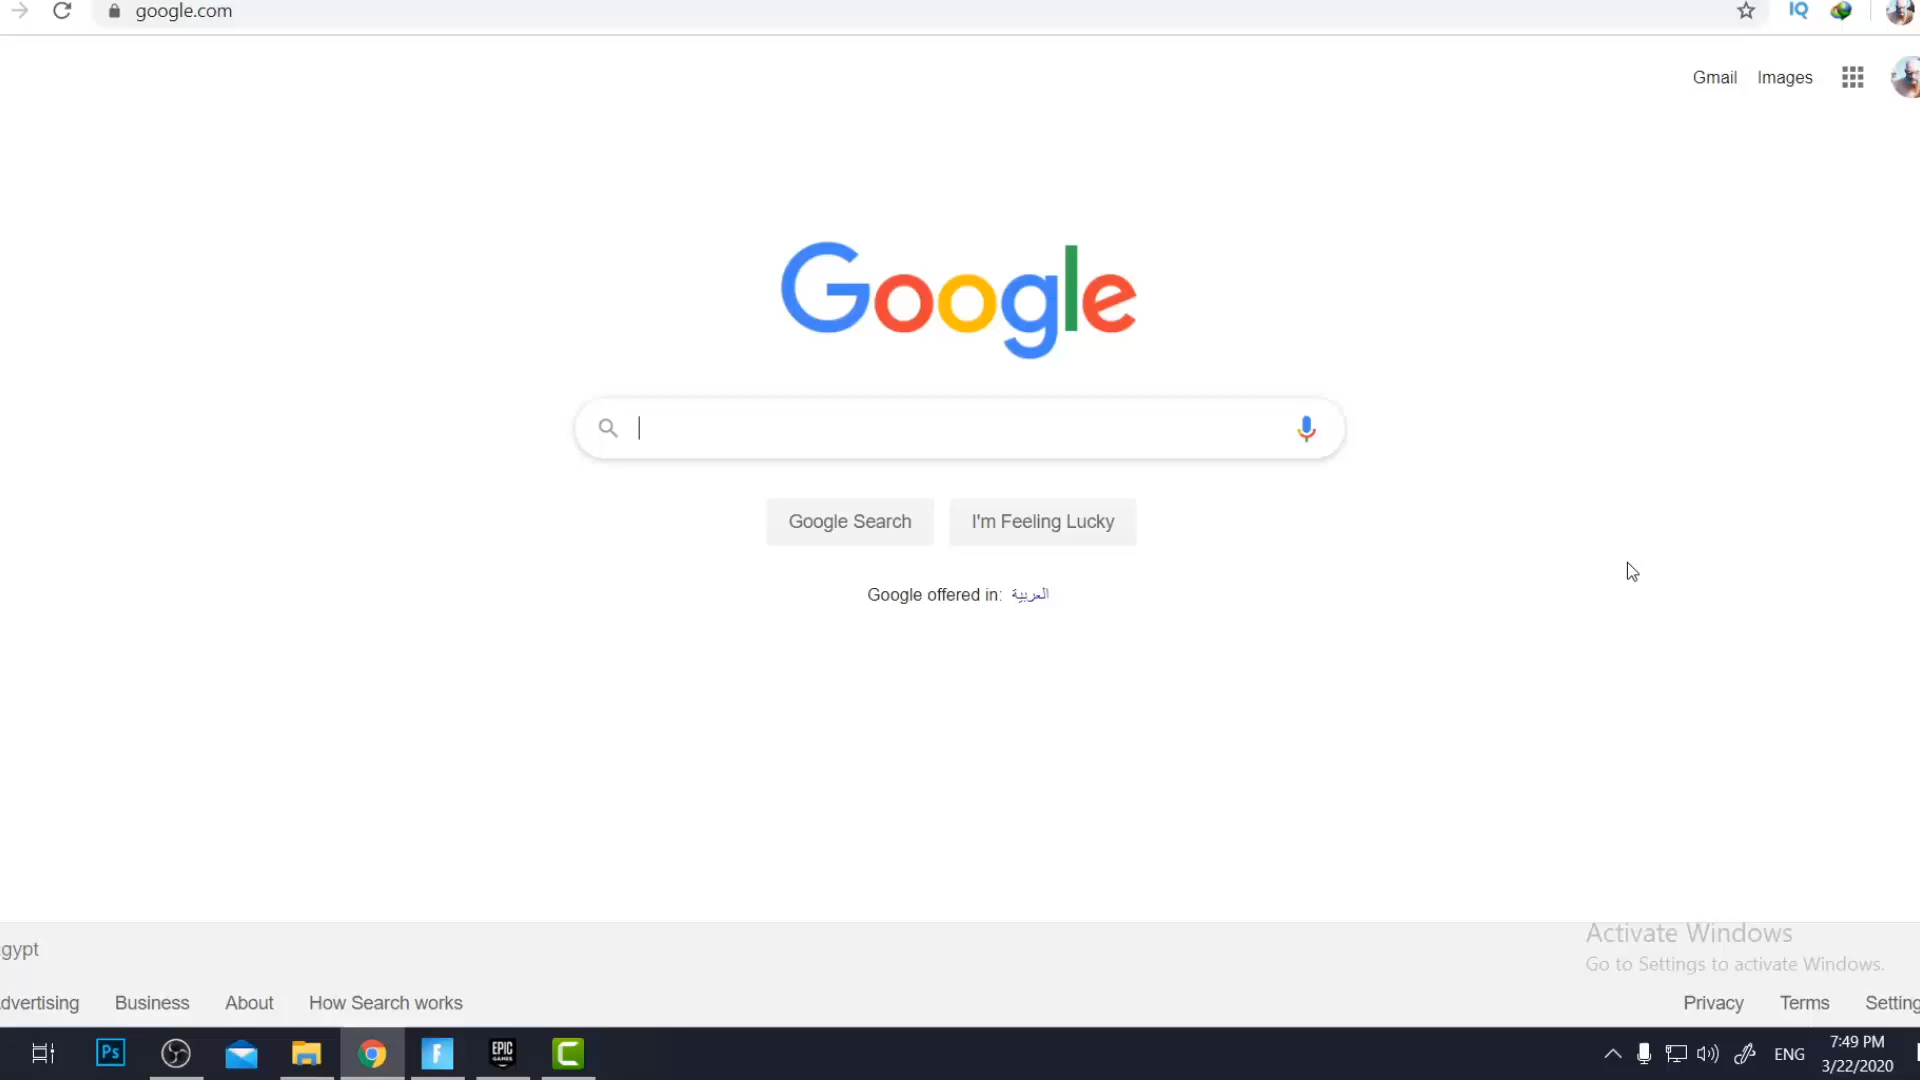 google.com
IQ
Gmail Images
Google
Google Search I'm Feeling Lucky
Google offered in: العربية
gypt
Activate Windows
Go to Settings to activate Windows.
dvertising Business About How Search works
Privacy Terms Setting
Ps
F
EPIC
GAMES
C
ENG
7:49 PM
3/22/2020